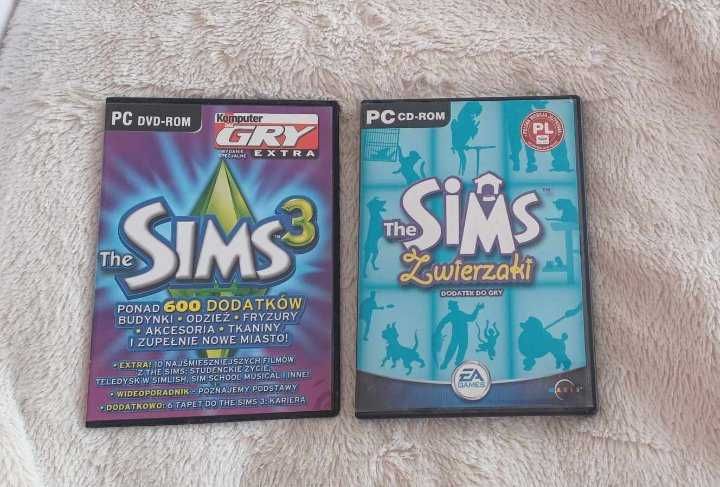 PC DVD-ROM
Komputer
GRY
WYDANIE
SPECJALNE
EXTRA
The SIMS 3
PONAD 600 DODATKÓW
BUDYNKI • ODZIEŻ • FRYZURY
• AKCESORIA • TKANINY
I ZUPEŁNIE NOWE MIASTO!
• EXTRA! 10 NAJŚMIESZNIEJSZYCH FILMÓW
Z THE SIMS: STUDENCKIE ŻYCIE,
TELEDYSK W SIMLISH, SIM SCHOOL MUSICAL I INNE!
• WIDEOPORADNIK - POZNAJEMY PODSTAWY
• DODATKOWO: 6 TAPET DO THE SIMS 3: KARIERA
PC CD-ROM
PL
The SIMS
Zwierzaki
DODATEK DO GRY
EA
GAMES
MAXIS